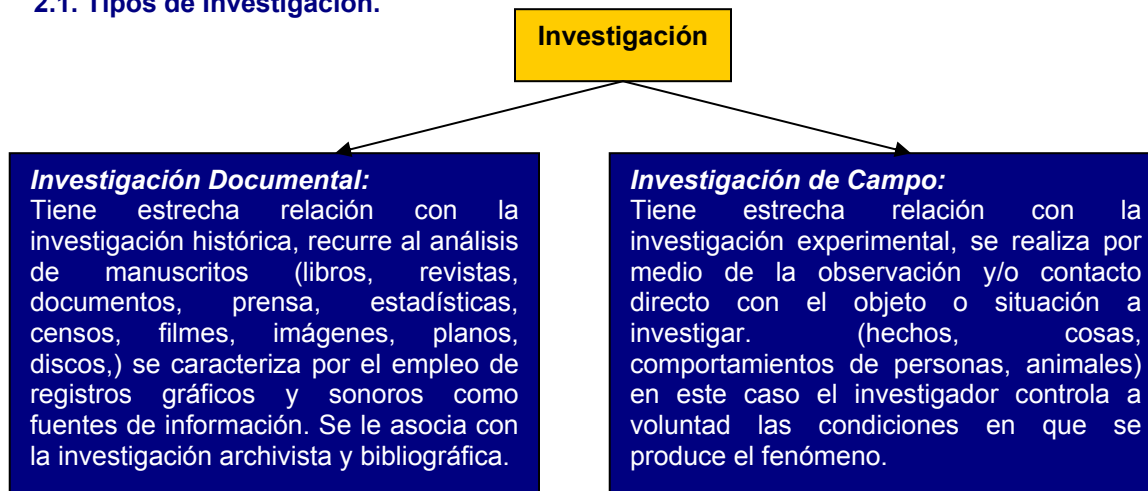 2.1. Tipos de Investigación.
Investigación
Investigación Documental:
Tiene estrecha relación con la
investigación histórica, recurre al análisis
de manuscritos (libros, revistas,
documentos, prensa, estadísticas,
censos, filmes, imágenes, planos,
discos,) se caracteriza por el empleo de
registros gráficos y sonoros como
fuentes de información. Se le asocia con
la investigación archivista y bibliográfica.
Investigación de Campo:
Tiene estrecha relación con la
investigación experimental, se realiza por
medio de la observación y/o contacto
directo con el objeto o situación a
investigar. (hechos, cosas,
comportamientos de personas, animales)
en este caso el investigador controla a
voluntad las condiciones en que se
produce el fenómeno.